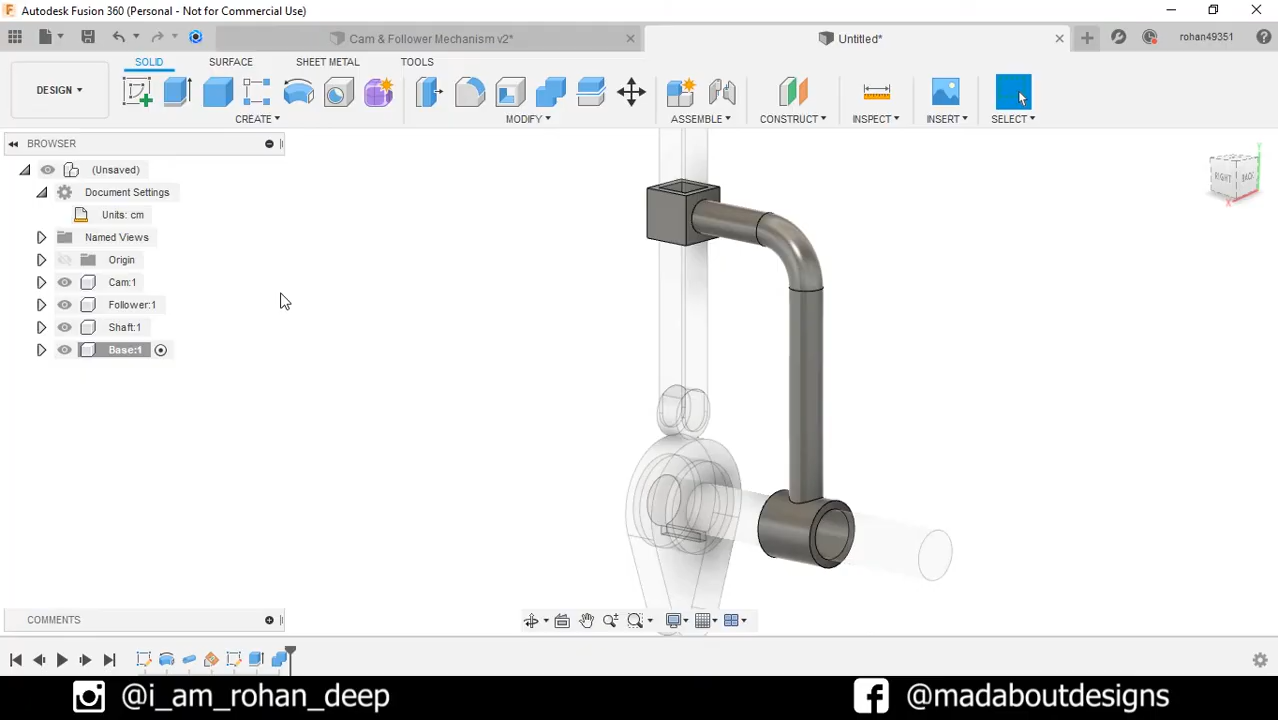 Autodesk Fusion 360 (Personal - Not for Commercial Use)
Cam & Follower Mechanism v2*
Untitled*
rohan49351
SOLID
SURFACE
SHEET METAL
TOOLS
DESIGN
CREATE
MODIFY
ASSEMBLE
CONSTRUCT
INSPECT
INSERT
SELECT
BROWSER
(Unsaved)
Document Settings
Units: cm
Named Views
Origin
Cam:1
Follower:1
Shaft:1
Base:1
RIGHT
BACK
COMMENTS
@i_am_rohan_deep
@madaboutdesigns